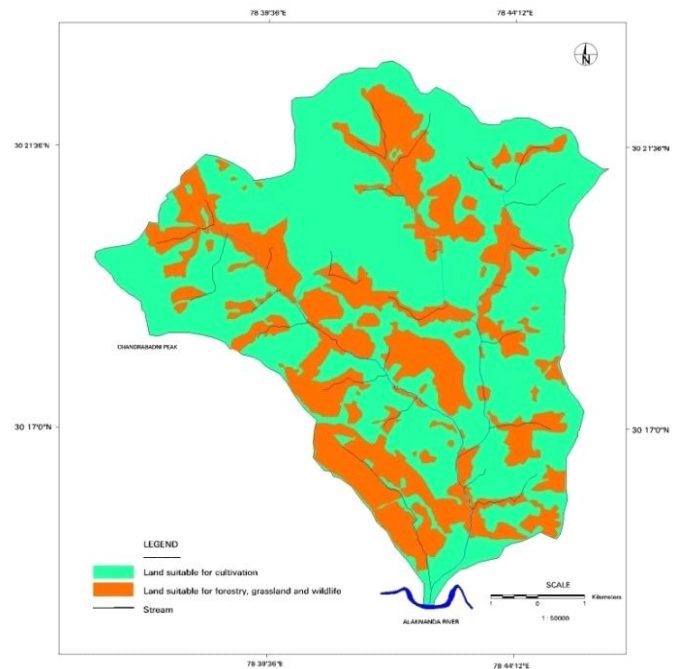 78 39'36"E 78 44'12"E
N
30 21'36"N 30 21'36"N
CHANDRABADNI PEAK
30 17'0"N 30 17'0"N
LEGEND
Land suitable for cultivation
Land suitable for forestry, grassland and wildlife
Stream
SCALE
1 0 1 Kilometers
1 : 50000
ALAKNANDA RIVER
78 39'36"E 78 44'12"E